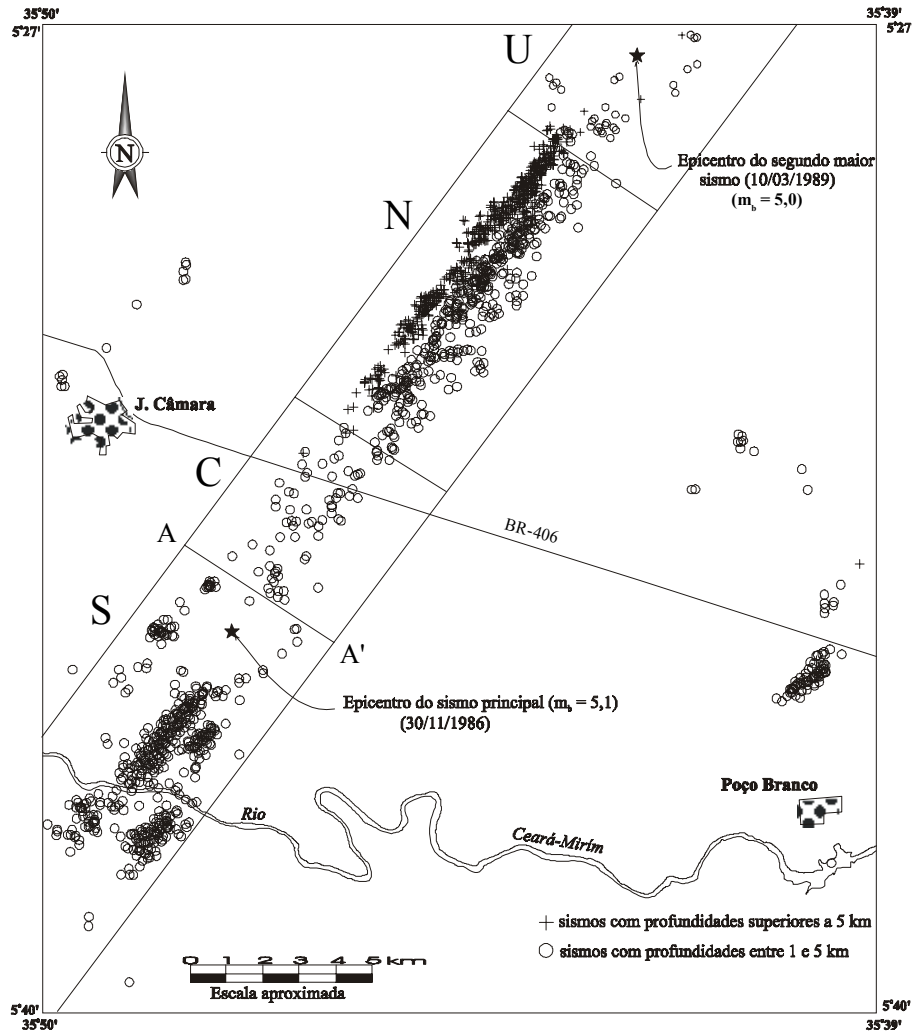 35°50'
35°39'
5°27'
5°27
U
N
Epicentro do segundo maior
sismo (10/03/1989)
(m_b = 5,0)
N
J. Câmara
C
BR-406
A
S
A'
Epicentro do sismo principal (m_b = 5,1)
(30/11/1986)
Poço Branco
Rio
Ceará-Mirím
+ sismos com profundidades superiores a 5 km
○ sismos com profundidades entre 1 e 5 km
0 1 2 3 4 5 km
Escala aproximada
5°40'
5°40'
35°50'
35°39'